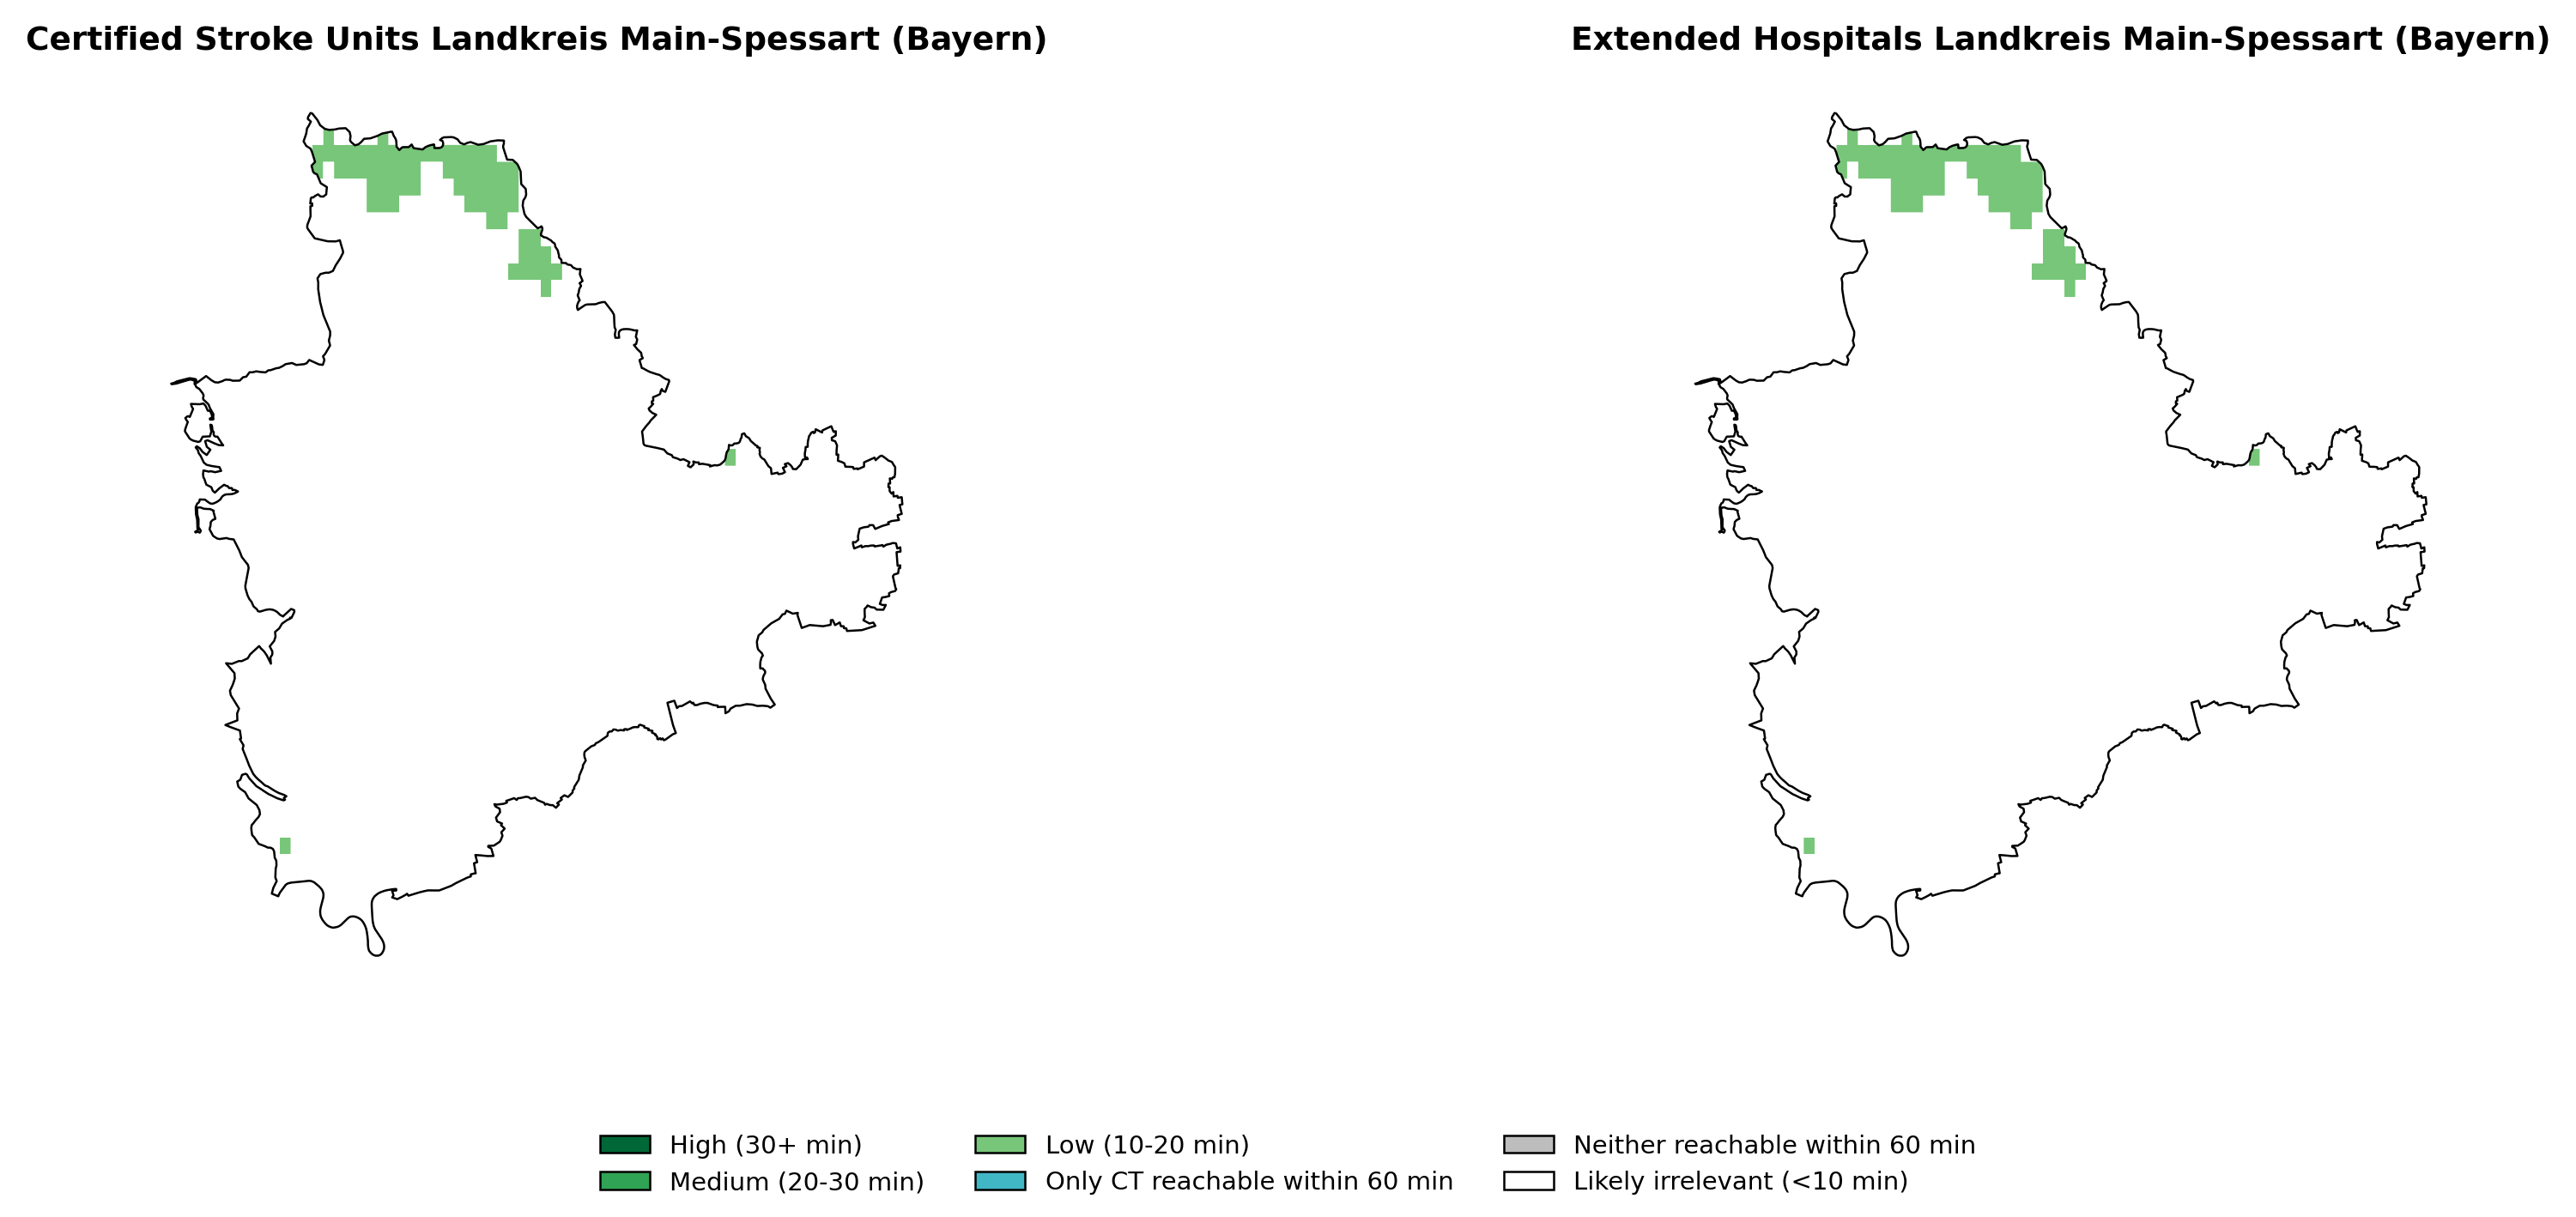 Certified Stroke Units Landkreis Main-Spessart (Bayern)
Extended Hospitals Landkreis Main-Spessart (Bayern)
High (30+ min)
Medium (20-30 min)
Low (10-20 min)
Only CT reachable within 60 min
Neither reachable within 60 min
Likely irrelevant (<10 min)